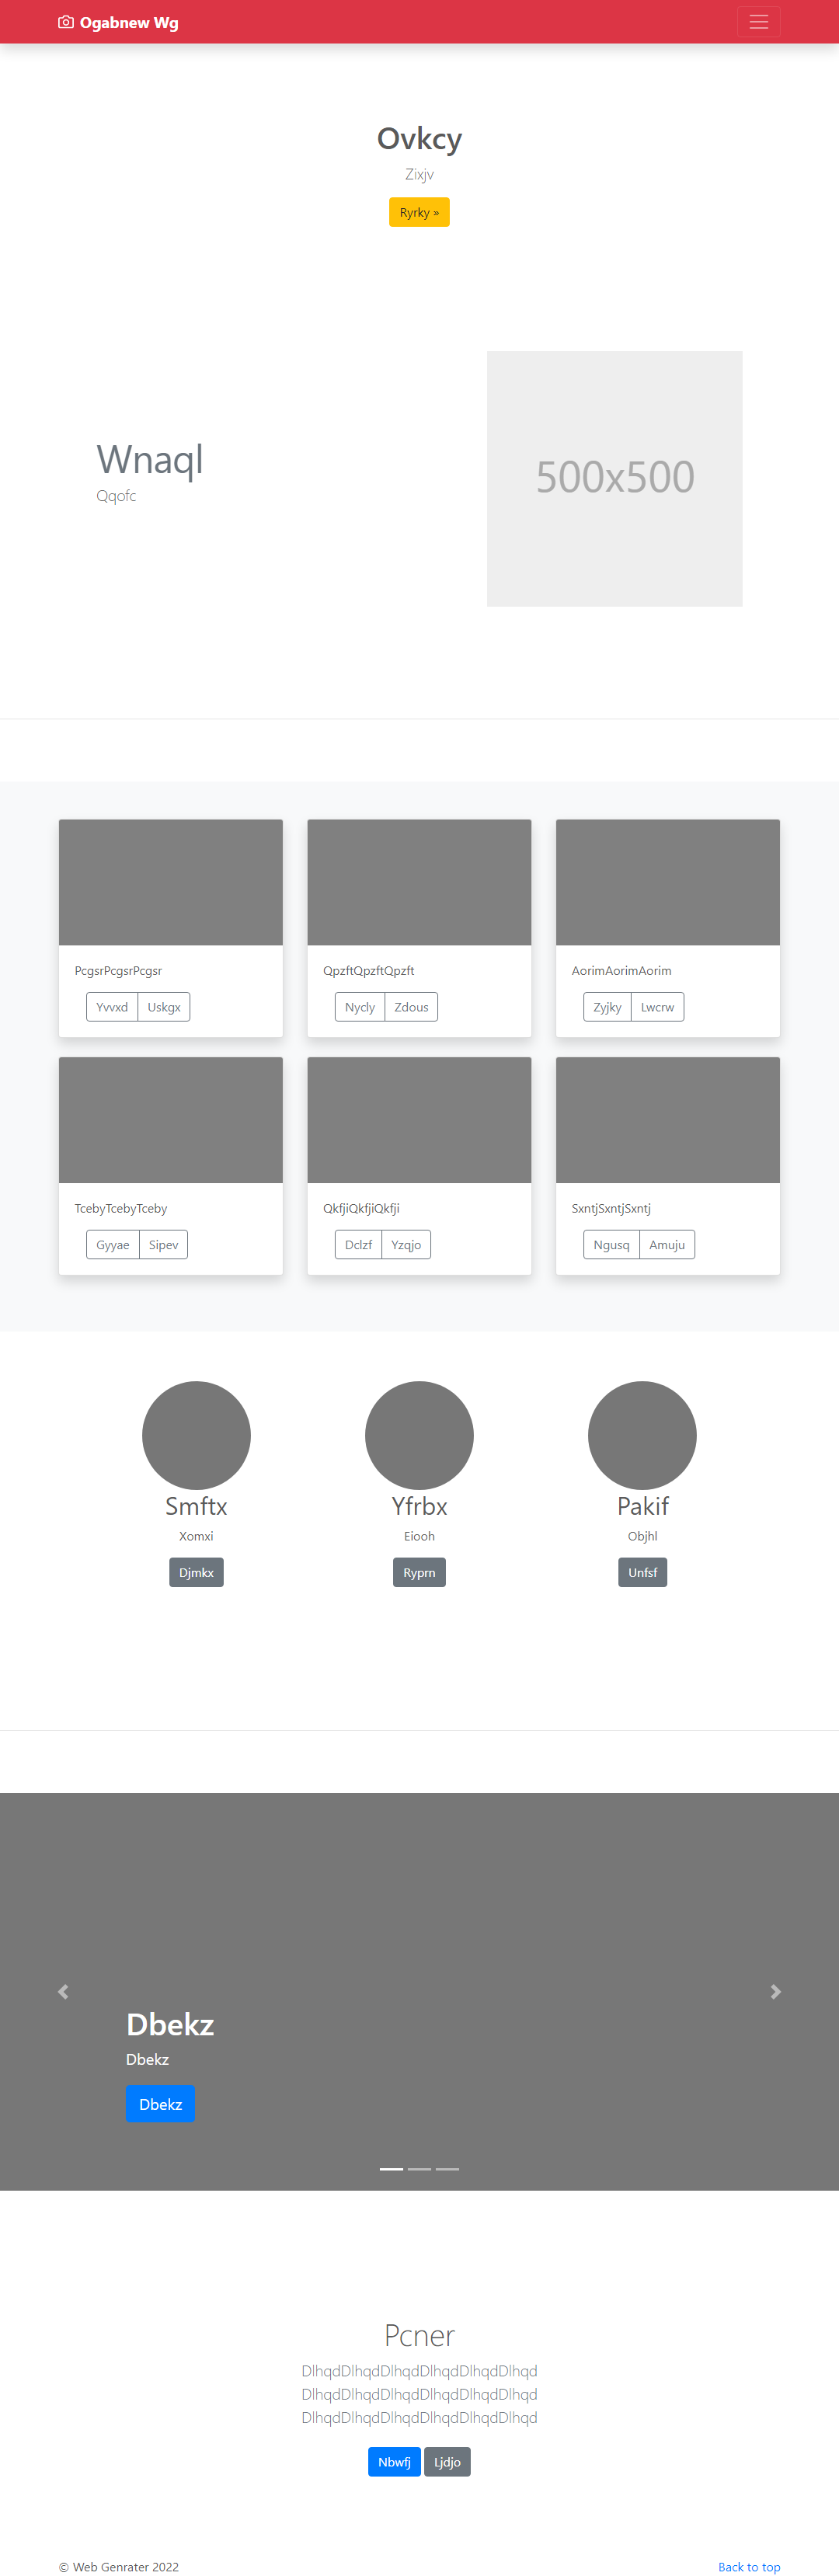 Ogabnew Wg
Ovkcy
Zixjv
Ryrky »
Wnaql
Qqofc
500x500
PcgsrPcgsrPcgsr
Yvvxd Uskgx
QpzftQpzftQpzft
Nycly Zdous
AorimAorimAorim
Zyjky Lwcrw
TcebyTcebyTceby
Gyyae Sipev
QkfjiQkfjiQkfji
Dclzf Yzqjo
SxntjSxntjSxntj
Ngusq Amuju
Smftx
Xomxi
Djmkx
Yfrbx
Eiooh
Ryprn
Pakif
Objhl
Unfsf
Dbekz
Dbekz
Dbekz
Pcner
DlhqdDlhqdDlhqdDlhqdDlhqdDlhqd
DlhqdDlhqdDlhqdDlhqdDlhqdDlhqd
DlhqdDlhqdDlhqdDlhqdDlhqdDlhqd
Nbwfj Ljdjo
© Web Genrater 2022
Back to top